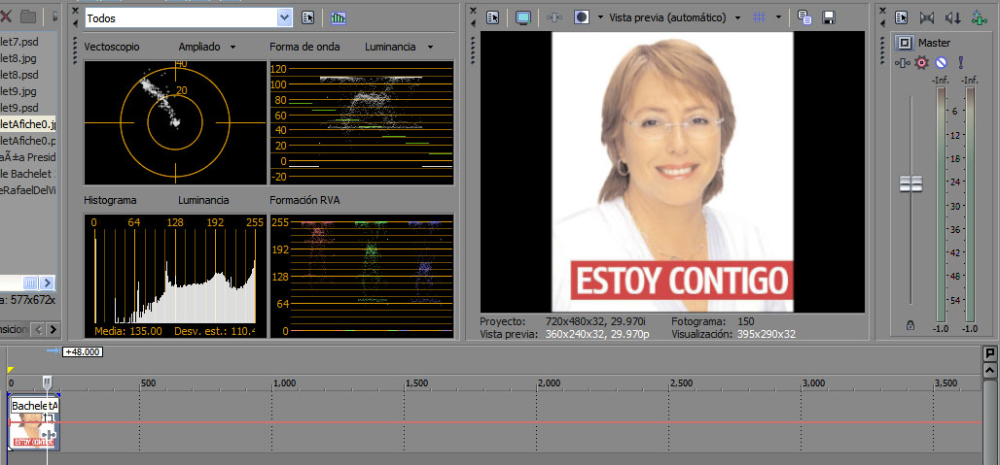 let7.psd
let8.jpg
let8.psd
let9.jpg
let9.psd
letAfiche0.j
letAfiche0.p
aÃ±a Presid
le Bachelet
eRafaelDelVi
a: 577x672x
nsicion
Todos
Vectoscopio
Ampliado
Forma de onda
Luminancia
40
20
120
100
80
60
40
20
0
-20
Histograma
Luminancia
Formación RVA
0 64 128 192 255
Media: 135.00 Desv. est.: 110.4
255
192
128
64
0
Vista previa (automático)
ESTOY CONTIGO
Proyecto: 720x480x32, 29.970i
Fotograma: 150
Vista previa: 360x240x32, 29.970p
Visualización: 395x290x32
Master
-Inf. -Inf.
6
12
18
24
30
36
42
48
54
-1.0 -1.0
+48.000
0 500 1,000 1,500 2,000 2,500 3,000 3,500
BacheletA
ESTOY CONTIGO